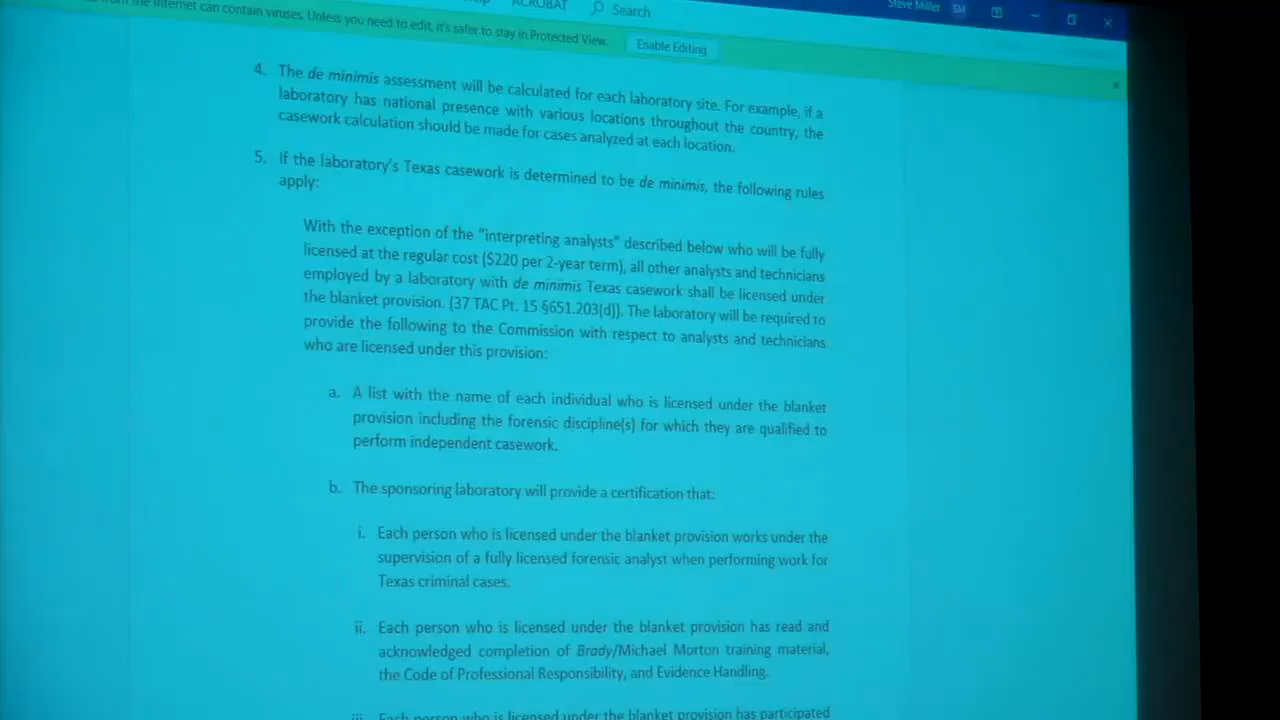 ACROBAT Search Steve Miller SM
the Internet can contain viruses. Unless you need to edit, it's safer to stay in Protected View. Enable Editing
4. The de minimis assessment will be calculated for each laboratory site. For example, if a
laboratory has national presence with various locations throughout the country, the
casework calculation should be made for cases analyzed at each location.
5. If the laboratory's Texas casework is determined to be de minimis, the following rules
apply:
With the exception of the "interpreting analysts" described below who will be fully
licensed at the regular cost ($220 per 2-year term), all other analysts and technicians
employed by a laboratory with de minimis Texas casework shall be licensed under
the blanket provision. (37 TAC Pt. 15 §651.203(d)). The laboratory will be required to
provide the following to the Commission with respect to analysts and technicians
who are licensed under this provision:
a. A list with the name of each individual who is licensed under the blanket
provision including the forensic discipline(s) for which they are qualified to
perform independent casework.
b. The sponsoring laboratory will provide a certification that:
i. Each person who is licensed under the blanket provision works under the
supervision of a fully licensed forensic analyst when performing work for
Texas criminal cases.
ii. Each person who is licensed under the blanket provision has read and
acknowledged completion of Brady/Michael Morton training material,
the Code of Professional Responsibility, and Evidence Handling.
iii. Each person who is licensed under the blanket provision has participated